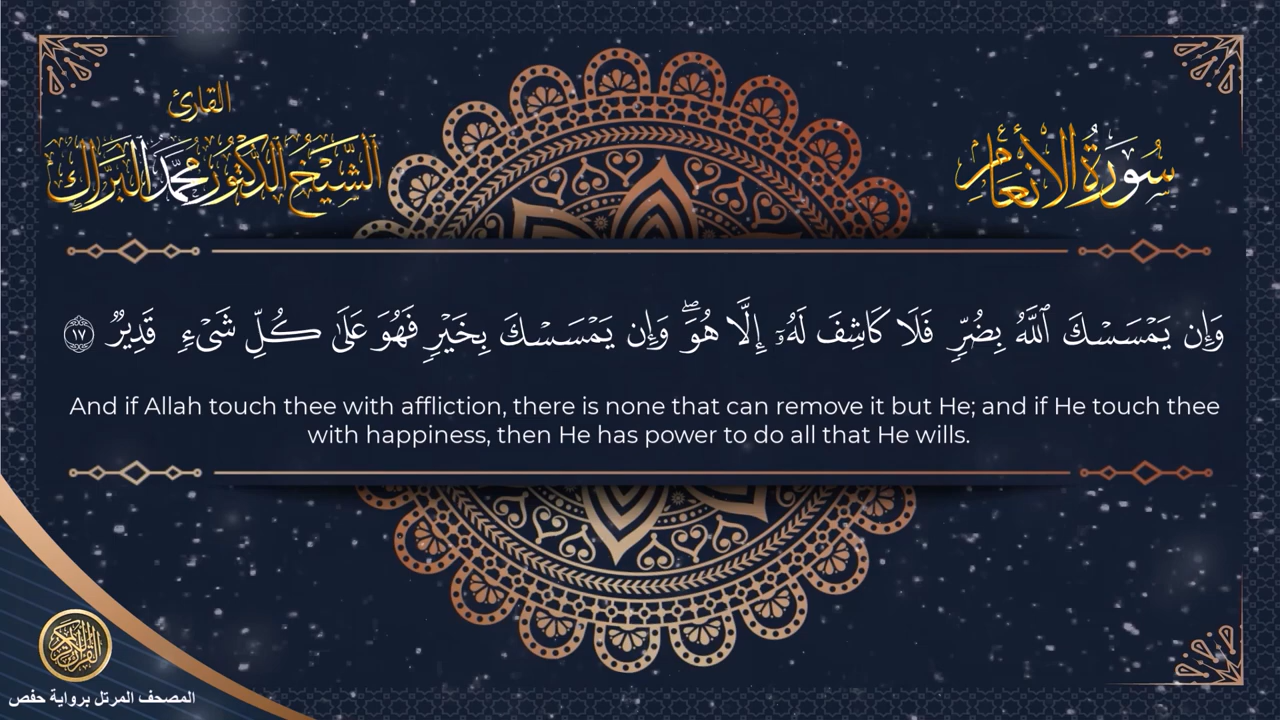 القارئ
الشيخ الدكتور محمد البراك
سورة الأنعام
وَإِن يَمْسَسْكَ ٱللَّهُ بِضُرٍّ فَلَا كَاشِفَ لَهُۥٓ إِلَّا هُوَ ۖ وَإِن يَمْسَسْكَ بِخَيْرٍ فَهُوَ عَلَىٰ كُلِّ شَىْءٍ قَدِيرٌ ١٧
And if Allah touch thee with affliction, there is none that can remove it but He; and if He touch thee
with happiness, then He has power to do all that He wills.
القرآن الكريم
المصحف المرتل برواية حفص